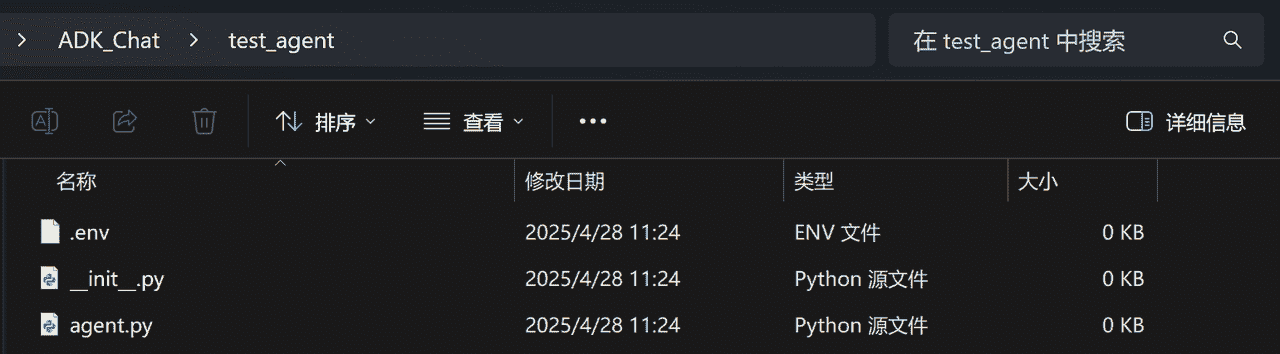 ADK_Chat > test_agent
在 test_agent 中搜索
排序 查看 ••• 详细信息
名称 修改日期 类型 大小
.env 2025/4/28 11:24 ENV 文件 0 KB
__init__.py 2025/4/28 11:24 Python 源文件 0 KB
agent.py 2025/4/28 11:24 Python 源文件 0 KB